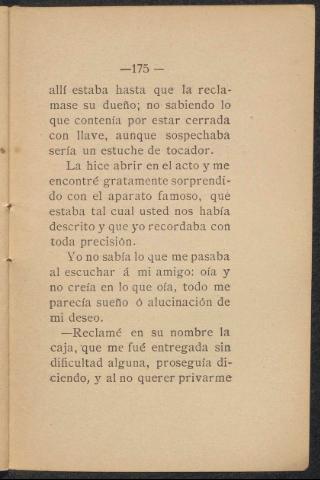 —175 —
allí estaba hasta que la recla-
mase su dueño; no sabiendo lo
que contenía por estar cerrada
con llave, aunque sospechaba
sería un estuche de tocador.
La hice abrir en el acto y me
encontré gratamente sorprendi-
do con el aparato famoso, que
estaba tal cual usted nos había
descrito y que yo recordaba con
toda precisión.
Yo no sabía lo que me pasaba
al escuchar á mi amigo: oía y
no creía en lo que oía, todo me
parecía sueño ó alucinación de
mi deseo.
—Reclamé en su nombre la
caja, que me fué entregada sin
dificultad alguna, proseguía di-
ciendo, y al no querer privarme